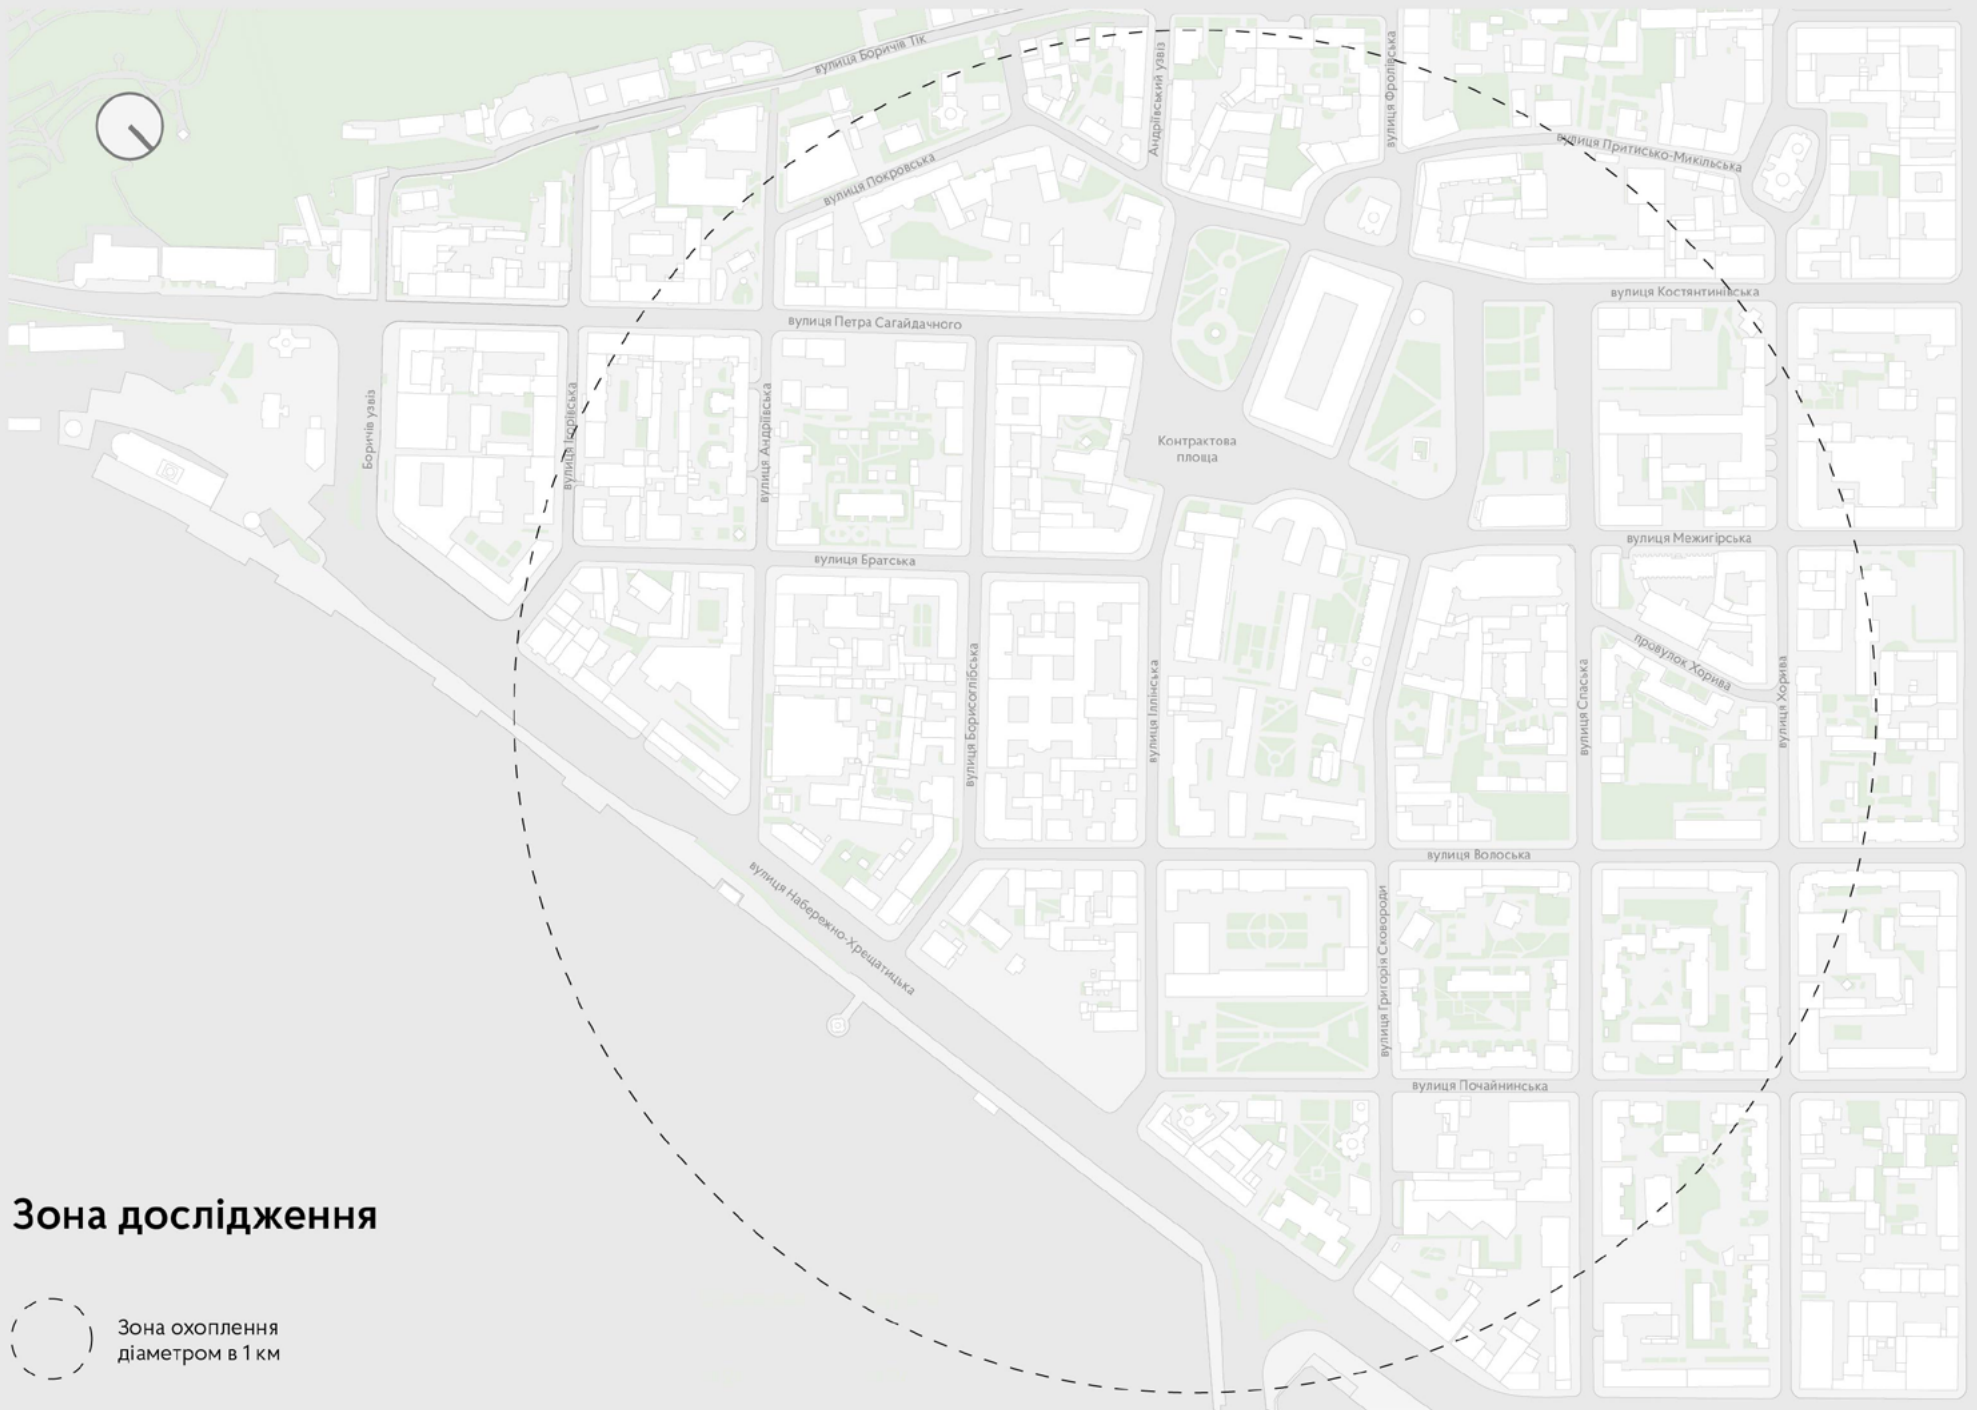 вулиця Боричів Тік
Андріївський узвіз
вулиця Фролівська
вулиця Притисько-Микільська
вулиця Покровська
вулиця Костянтинівська
вулиця Петра Сагайдачного
Боричів узвіз
вулиця Ігорівська
вулиця Андріївська
Контрактова
площа
вулиця Межигірська
вулиця Братська
провулок Хорива
вулиця Борисоглібська
вулиця Іллінська
вулиця Спаська
вулиця Хорива
вулиця Волоська
вулиця Набережно-Хрещатицька
вулиця Григорія Сковороди
вулиця Почайнинська
Зона дослідження
Зона охоплення
діаметром в 1 км